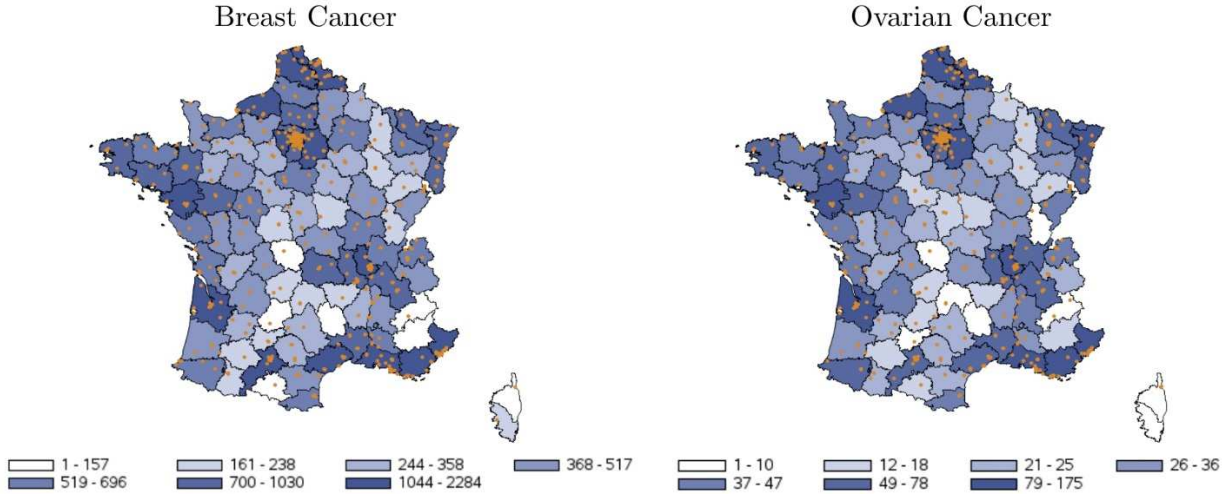 Breast Cancer
Ovarian Cancer
1 - 157 161 - 238 244 - 358 368 - 517
519 - 696 700 - 1030 1044 - 2284
1 - 10 12 - 18 21 - 25 26 - 36
37 - 47 49 - 78 79 - 175